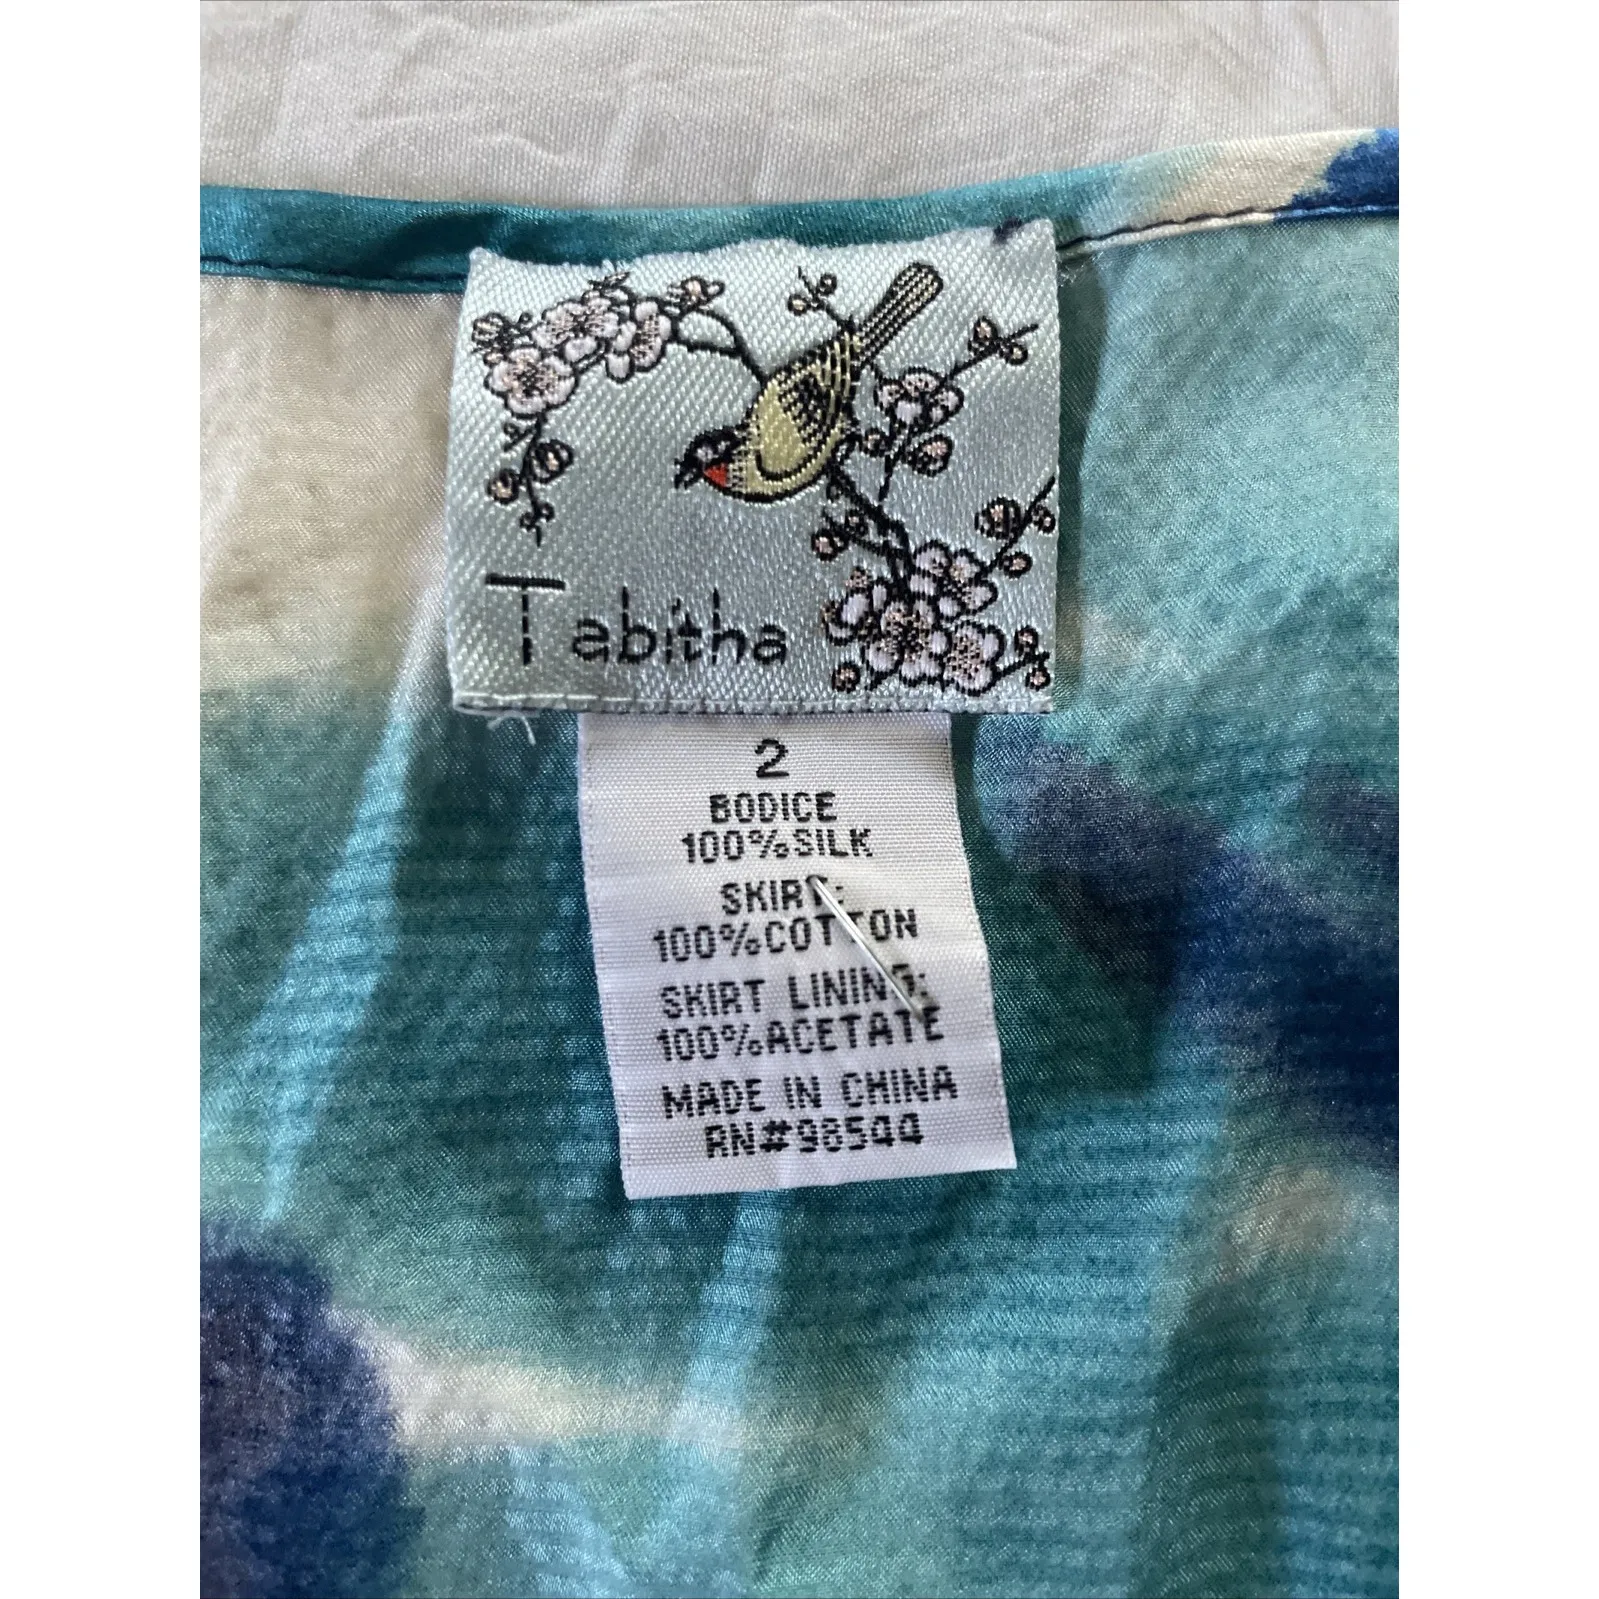 Tabitha
2
BODICE
100%SILK
SKIRT:
100%COTTON
SKIRT LINING:
100%ACETATE
MADE IN CHINA
RN#98544